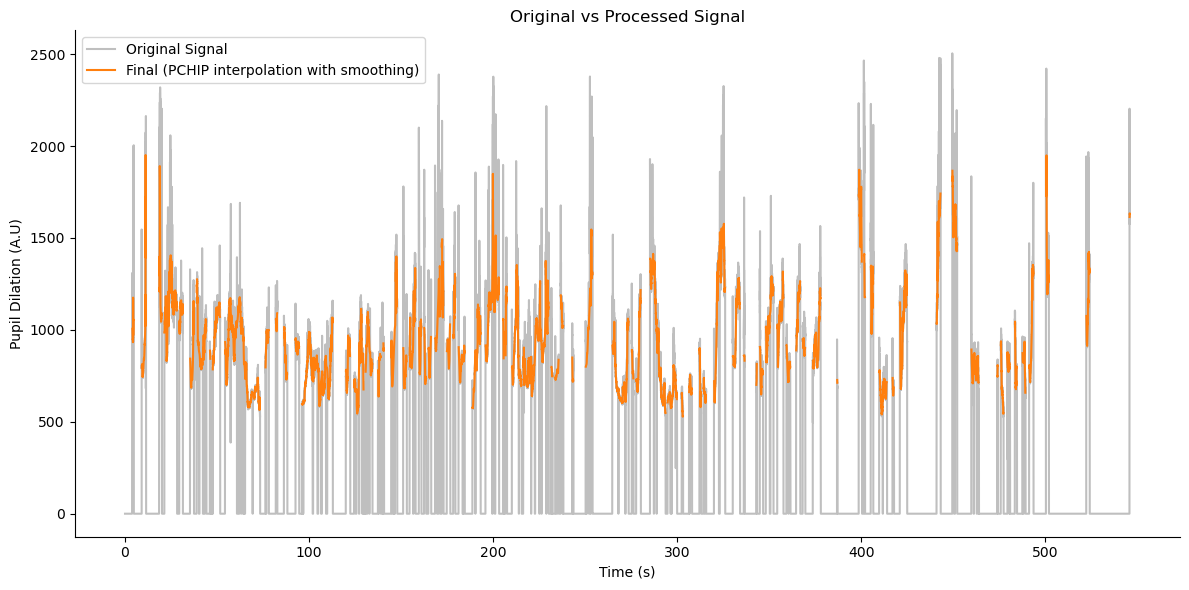 Original vs Processed Signal
Original Signal
Final (PCHIP interpolation with smoothing)
Pupil Dilation (A.U)
2500
2000
1500
1000
500
0
0 100 200 300 400 500
Time (s)